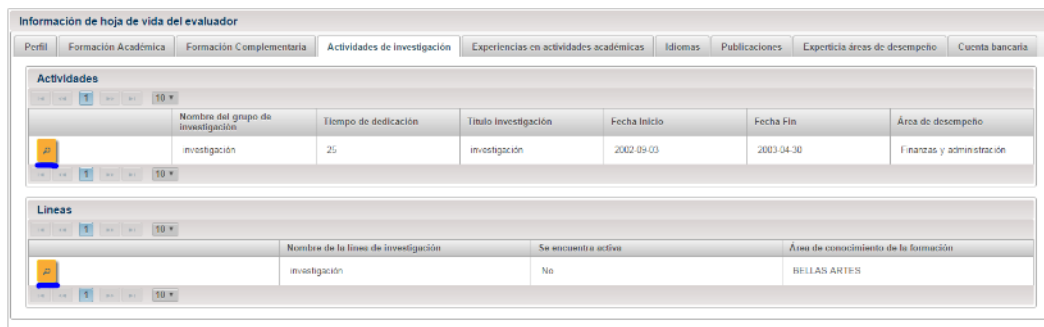 Información de hoja de vida del evaluador
Perfil Formación Académica Formación Complementaria Actividades de investigación Experiencias en actividades académicas Idiomas Publicaciones Experticia áreas de desempeño Cuenta bancaria
Actividades
1 10
Nombre del grupo de investigación Tiempo de dedicación Título investigación Fecha Inicio Fecha Fin Área de desempeño
investigación 25 investigación 2002-09-03 2003-04-30 Finanzas y administración
1 10
Lineas
1 10
Nombre de la línea de investigación Se encuentra activa Área de conocimiento de la formación
investigación No BELLAS ARTES
1 10